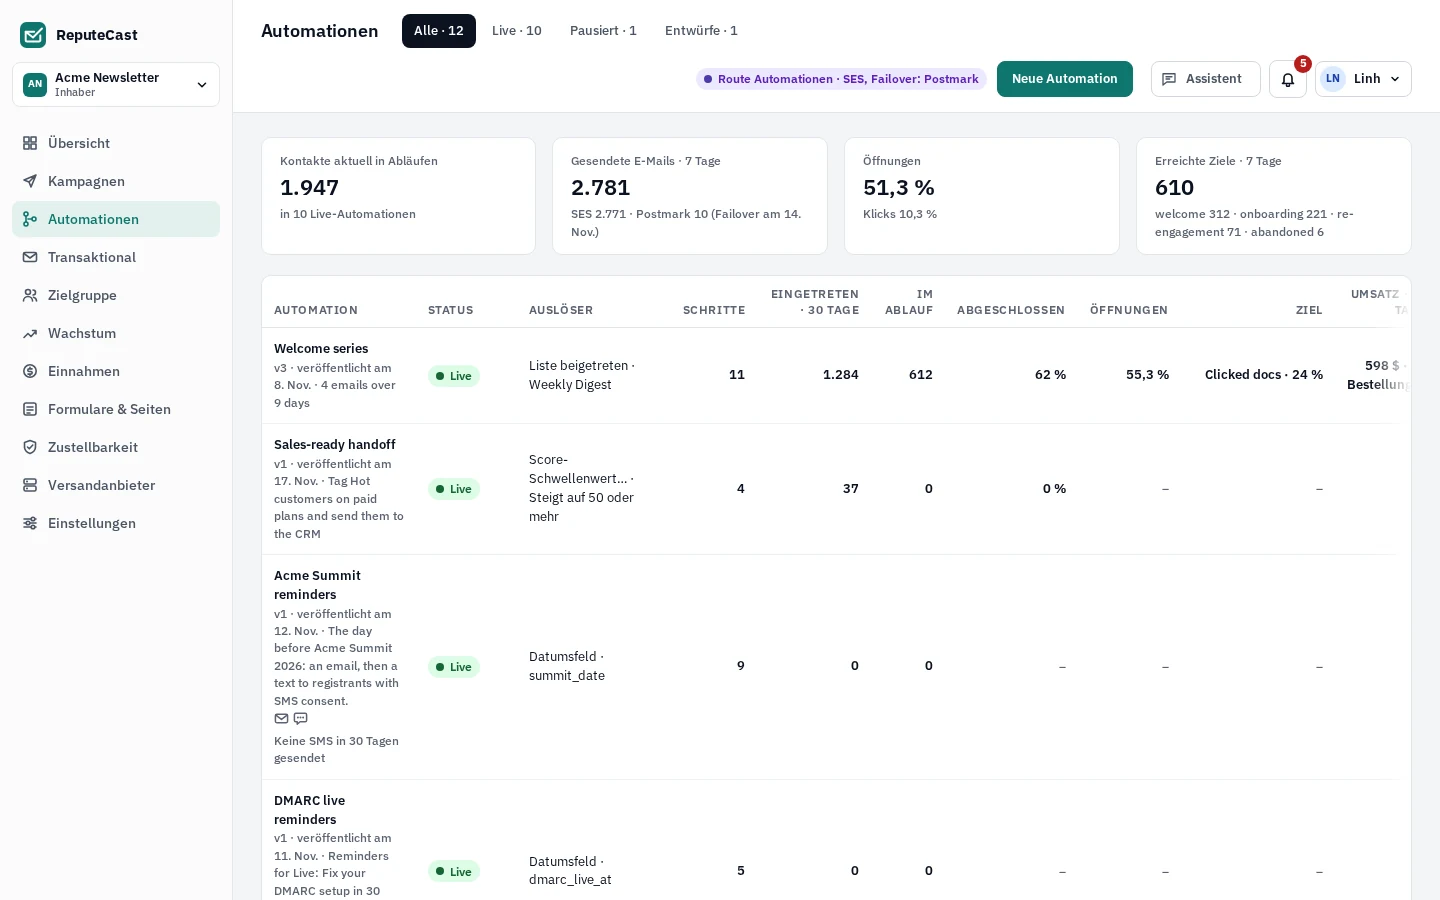 ReputeCast
AN
Acme Newsletter
Inhaber
Übersicht
Kampagnen
Automationen
Transaktional
Zielgruppe
Wachstum
Einnahmen
Formulare & Seiten
Zustellbarkeit
Versandanbieter
Einstellungen
Automationen
Alle · 12
Live · 10
Pausiert · 1
Entwürfe · 1
Route Automationen · SES, Failover: Postmark
Neue Automation
Assistent
5
LN
Linh
Kontakte aktuell in Abläufen
1.947
in 10 Live-Automationen
Gesendete E-Mails · 7 Tage
2.781
SES 2.771 · Postmark 10 (Failover am 14.
Nov.)
Öffnungen
51,3 %
Klicks 10,3 %
Erreichte Ziele · 7 Tage
610
welcome 312 · onboarding 221 · re-
engagement 71 · abandoned 6
AUTOMATION
STATUS
AUSLÖSER
SCHRITTE
EINGETRETEN
· 30 TAGE
IM
ABLAUF
ABGESCHLOSSEN
ÖFFNUNGEN
ZIEL
UMSATZ ·
TA
Welcome series
v3 · veröffentlicht am
8. Nov. · 4 emails over
9 days
Live
Liste beigetreten ·
Weekly Digest
11
1.284
612
62 %
55,3 %
Clicked docs · 24 %
598 $ ·
Bestellung
Sales-ready handoff
v1 · veröffentlicht am
17. Nov. · Tag Hot
customers on paid
plans and send them to
the CRM
Live
Score-
Schwellenwert… ·
Steigt auf 50 oder
mehr
4
37
0
0 %
–
–
Acme Summit
reminders
v1 · veröffentlicht am
12. Nov. · The day
before Acme Summit
2026: an email, then a
text to registrants with
SMS consent.
Keine SMS in 30 Tagen
gesendet
Live
Datumsfeld ·
summit_date
9
0
0
–
–
–
DMARC live
reminders
v1 · veröffentlicht am
11. Nov. · Reminders
for Live: Fix your
DMARC setup in 30
Live
Datumsfeld ·
dmarc_live_at
5
0
0
–
–
–